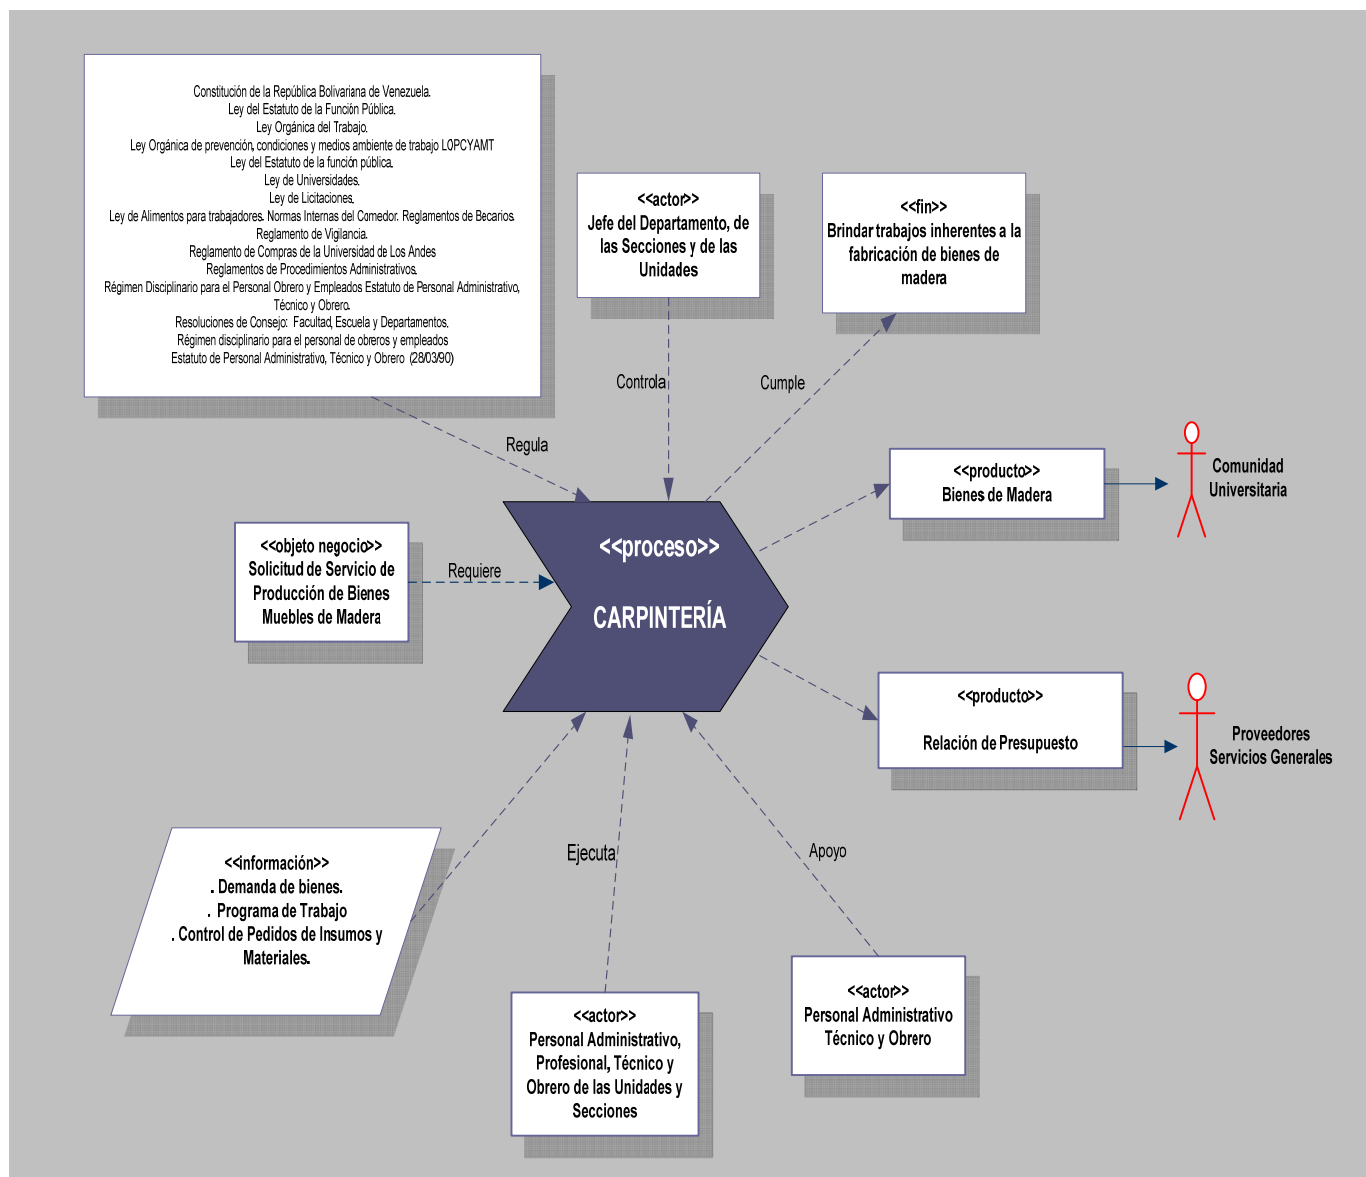 Constitución de la República Bolivariana de Venezuela.
Ley del Estatuto de la Función Pública.
Ley Orgánica del Trabajo.
Ley Orgánica de prevención, condiciones y medios ambiente de trabajo LOPCYAMT
Ley del Estatuto de la función pública.
Ley de Universidades.
Ley de Licitaciones.
Ley de Alimentos para trabajadores. Normas Internas del Comedor. Reglamentos de Becarios.
Reglamento de Vigilancia.
Reglamento de Compras de la Universidad de Los Andes
Reglamentos de Procedimientos Administrativos.
Régimen Disciplinario para el Personal Obrero y Empleados Estatuto de Personal Administrativo,
Técnico y Obrero.
Resoluciones de Consejo: Facultad, Escuela y Departamentos.
Régimen disciplinario para el personal de obreros y empleados
Estatuto de Personal Administrativo, Técnico y Obrero (28/03/90)
<<actor>>
Jefe del Departamento, de
las Secciones y de las
Unidades
<<fin>>
Brindar trabajos inherentes a la
fabricación de bienes de
madera
Controla
Cumple
Regula
<<producto>>
Bienes de Madera
Comunidad
Universitaria
<<objeto negocio>>
Solicitud de Servicio de
Producción de Bienes
Muebles de Madera
Requiere
<<proceso>>
CARPINTERÍA
<<producto>>
Relación de Presupuesto
Proveedores
Servicios Generales
<<información>>
. Demanda de bienes.
. Programa de Trabajo
. Control de Pedidos de Insumos y
Materiales.
Ejecuta
Apoyo
<<actor>>
Personal Administrativo,
Profesional, Técnico y
Obrero de las Unidades y
Secciones
<<actor>>
Personal Administrativo
Técnico y Obrero